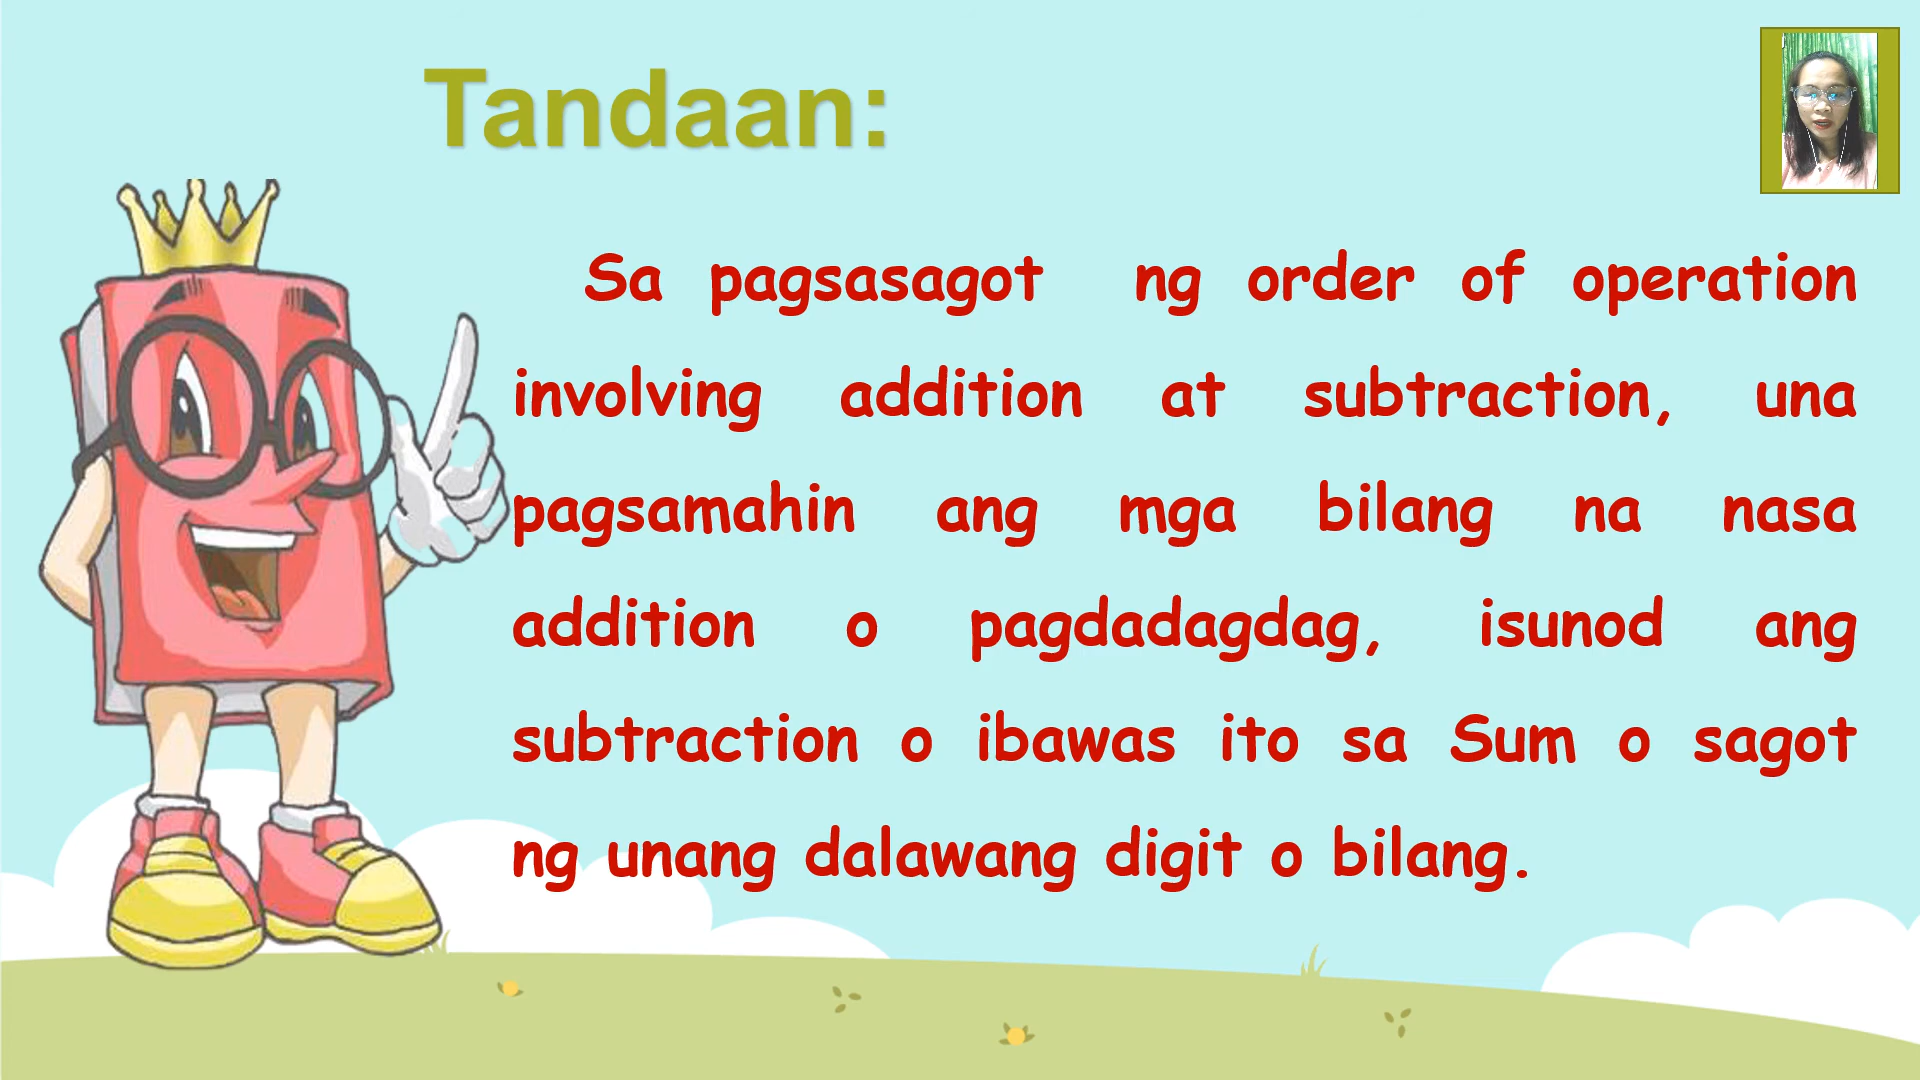 Tandaan:
Sa pagsasagot ng order of operation
involving addition at subtraction, una
pagsamahin ang mga bilang na nasa
addition o pagdadagdag, isunod ang
subtraction o ibawas ito sa Sum o sagot
ng unang dalawang digit o bilang.